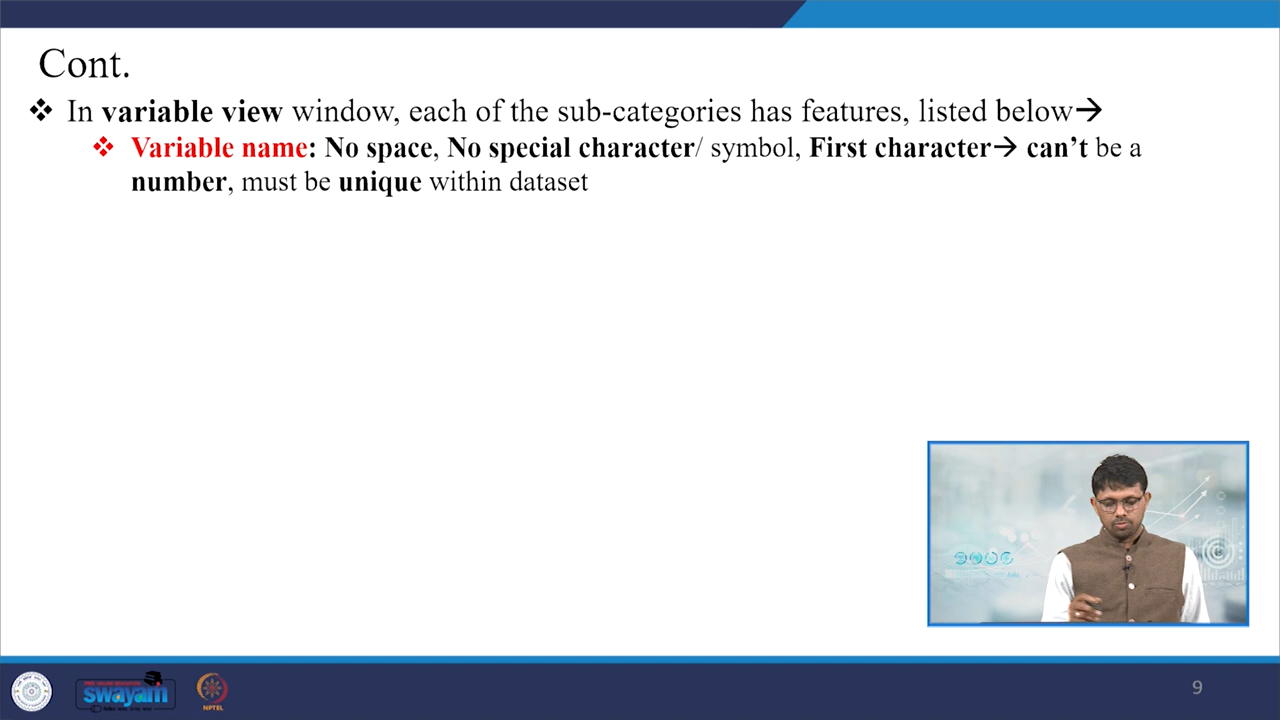 Cont.
❖ In variable view window, each of the sub-categories has features, listed below→
❖ Variable name: No space, No special character/ symbol, First character→ can't be a
number, must be unique within dataset
swayam
NPTEL
9